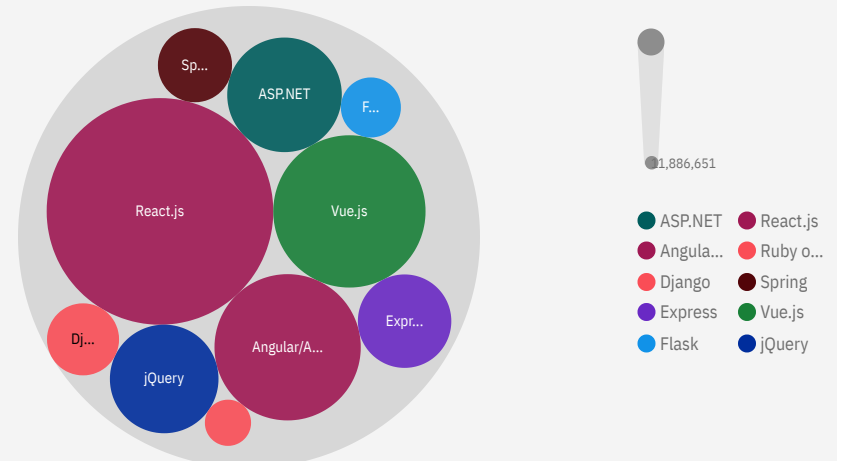 Sp...
ASP.NET
F...
React.js
Vue.js
Expr...
Dj...
Angular/A...
jQuery
11,886,651
ASP.NET
React.js
Angula...
Ruby o...
Django
Spring
Express
Vue.js
Flask
jQuery